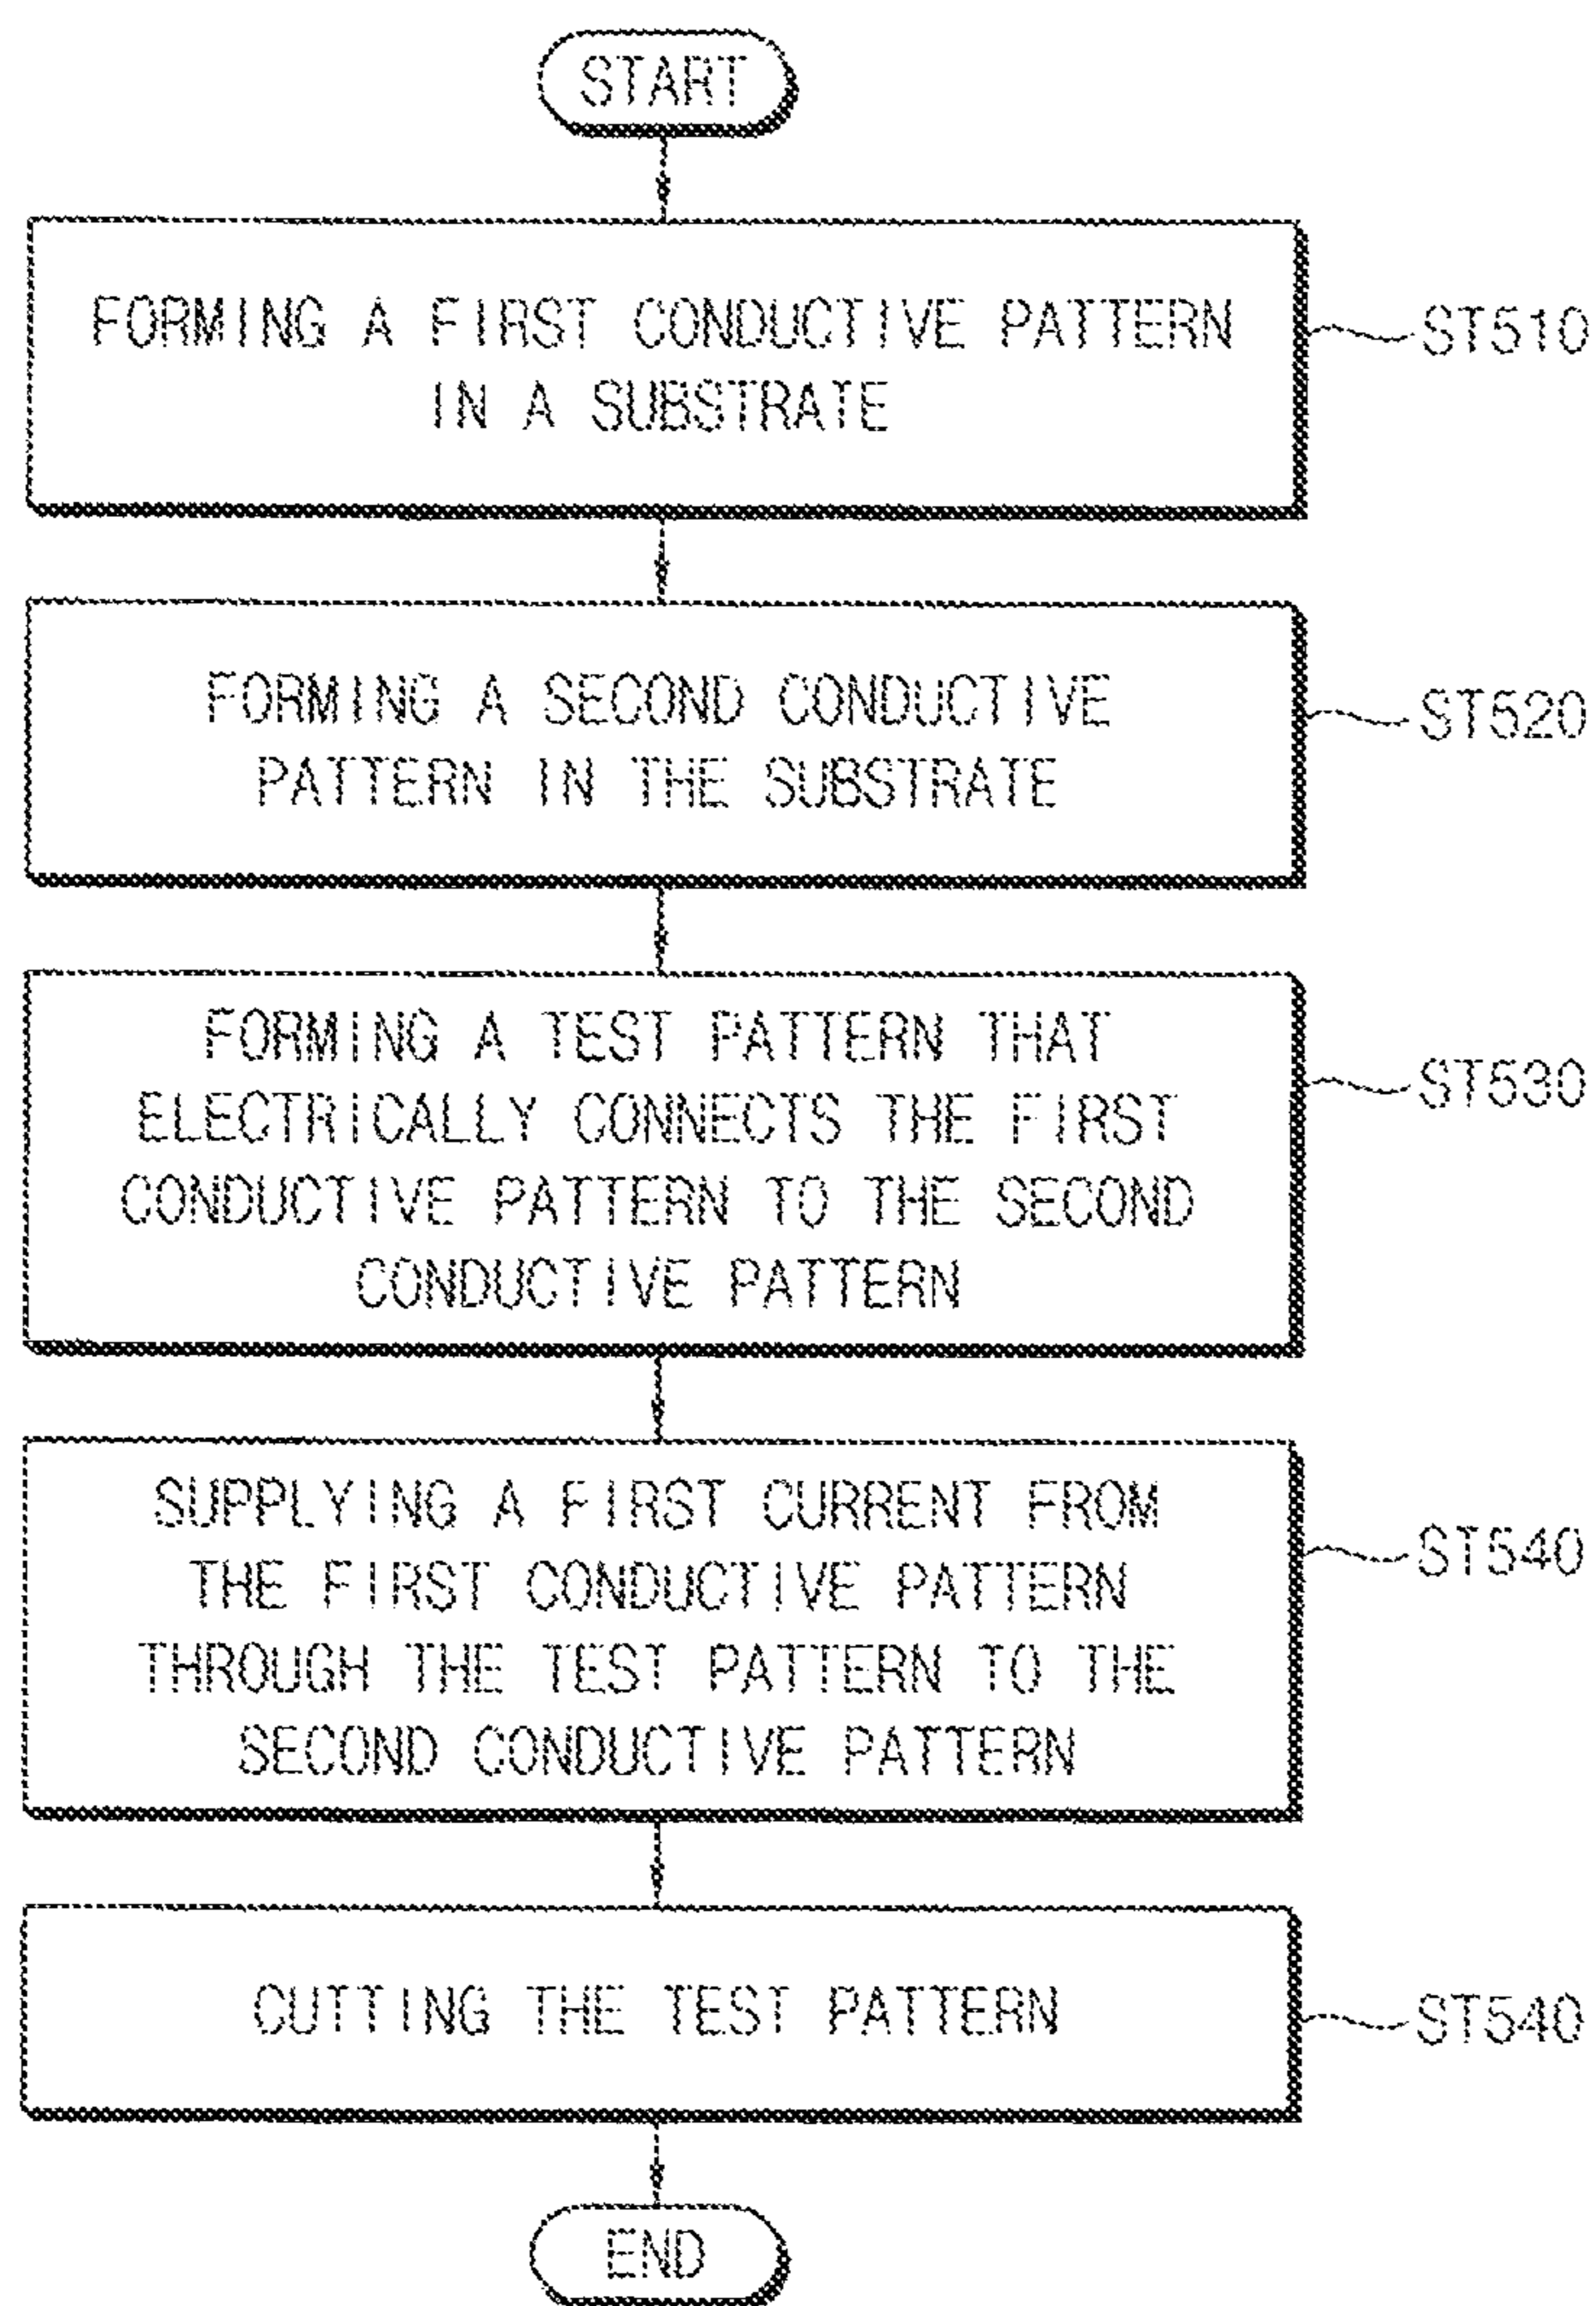 START
FORMING A FIRST CONDUCTIVE PATTERN
IN A SUBSTRATE
ST510
FORMING A SECOND CONDUCTIVE
PATTERN IN THE SUBSTRATE
ST520
FORMING A TEST PATTERN THAT
ELECTRICALLY CONNECTS THE FIRST
CONDUCTIVE PATTERN TO THE SECOND
CONDUCTIVE PATTERN
ST530
SUPPLYING A FIRST CURRENT FROM
THE FIRST CONDUCTIVE PATTERN
THROUGH THE TEST PATTERN TO THE
SECOND CONDUCTIVE PATTERN
ST540
CUTTING THE TEST PATTERN
ST540
END